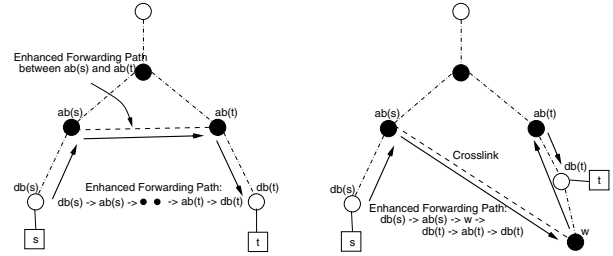 Enhanced Forwarding Path
between ab(s) and ab(t)
ab(s)
ab(t)
db(s)
db(t)
Enhanced Forwarding Path:
db(s) -> ab(s) -> ● ● -> ab(t) -> db(t)
s
t
ab(s)
ab(t)
Crosslink
db(t)
t
db(s)
Enhanced Forwarding Path:
db(s) -> ab(s) -> w ->
db(t) -> ab(t) -> db(t)
w
s